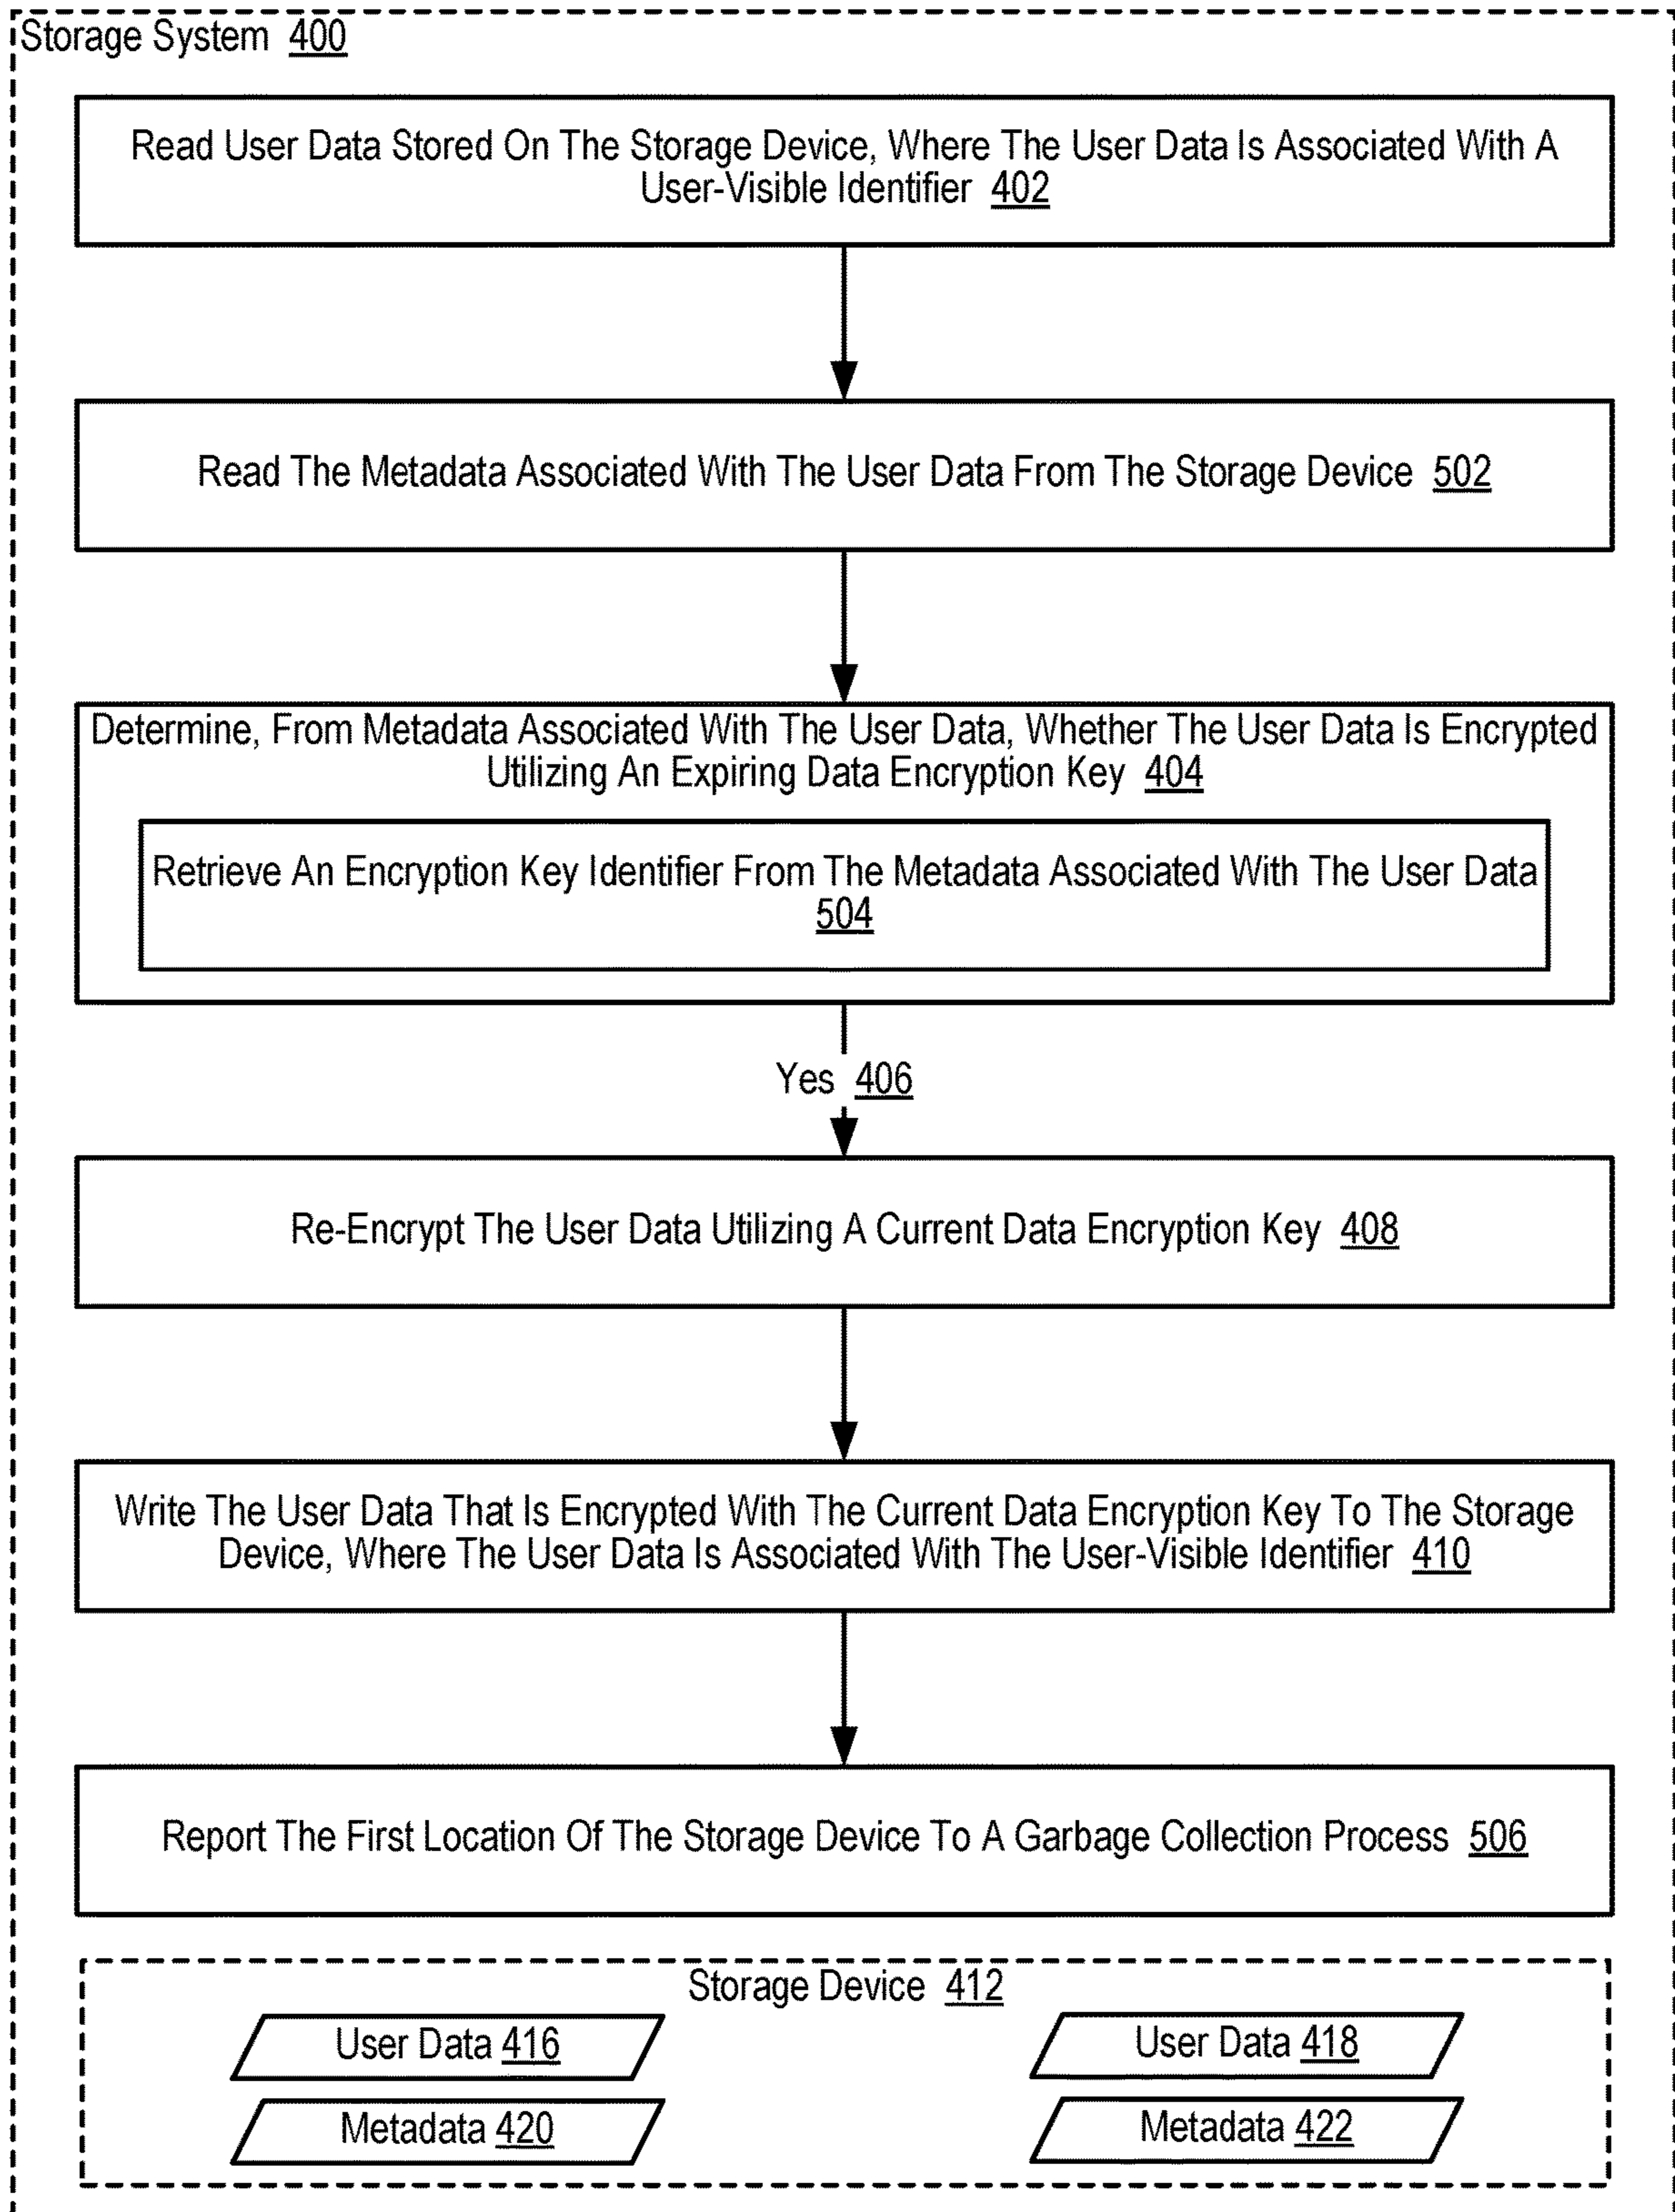 Storage System 400
Read User Data Stored On The Storage Device, Where The User Data Is Associated With A
User-Visible Identifier 402
Read The Metadata Associated With The User Data From The Storage Device 502
Determine, From Metadata Associated With The User Data, Whether The User Data Is Encrypted
Utilizing An Expiring Data Encryption Key 404
Retrieve An Encryption Key Identifier From The Metadata Associated With The User Data
504
Yes 406
Re-Encrypt The User Data Utilizing A Current Data Encryption Key 408
Write The User Data That Is Encrypted With The Current Data Encryption Key To The Storage
Device, Where The User Data Is Associated With The User-Visible Identifier 410
Report The First Location Of The Storage Device To A Garbage Collection Process 506
Storage Device 412
User Data 416
User Data 418
Metadata 420
Metadata 422